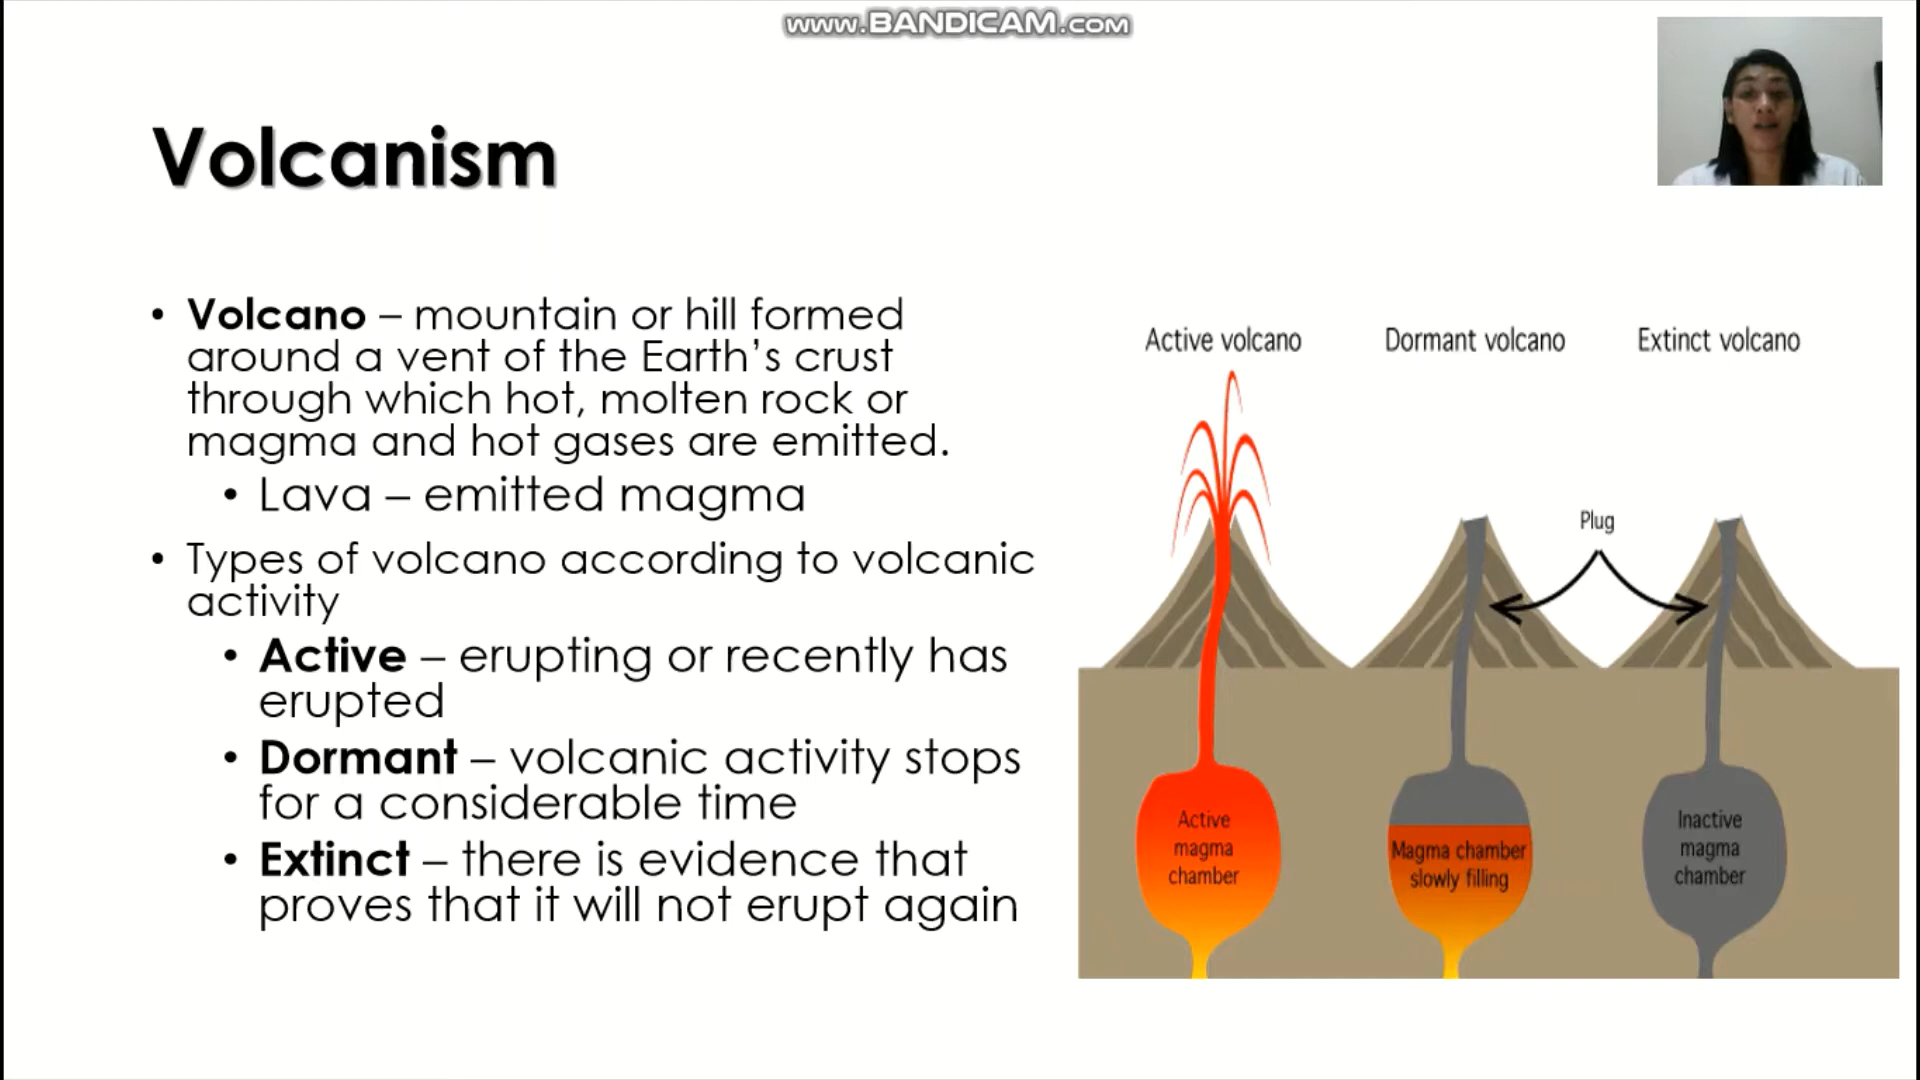 www.BANDICAM.com
Volcanism
• Volcano – mountain or hill formed
around a vent of the Earth’s crust
through which hot, molten rock or
magma and hot gases are emitted.
• Lava – emitted magma
• Types of volcano according to volcanic
activity
• Active – erupting or recently has
erupted
• Dormant – volcanic activity stops
for a considerable time
• Extinct – there is evidence that
proves that it will not erupt again
Active volcano
Dormant volcano
Extinct volcano
Plug
Active
magma
chamber
Magma chamber
slowly filling
Inactive
magma
chamber